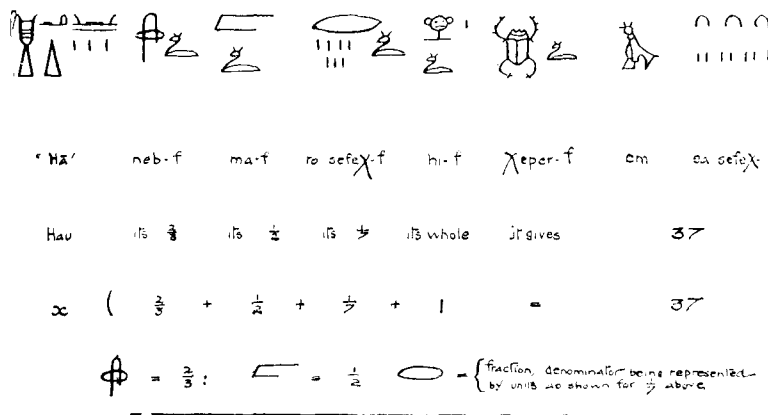 'Hā' neb-f ma-f ro sefeχ-f hi-f χeper-f em sa sefeχ
Hau its ⅔ its ½ its 1/7 its whole it gives 37
x ( ⅔ + ½ + 1/7 + 1 = 37
= ⅔ : = ½ = { fraction, denominator being represented
by units as shown for 1/7 above